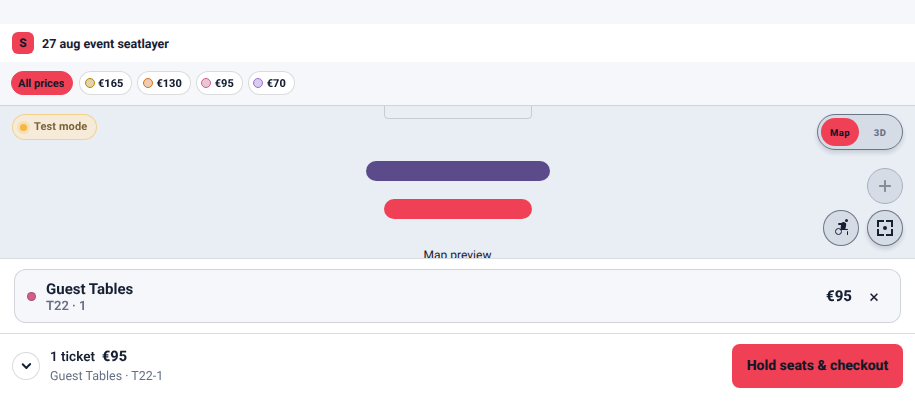 S 27 aug event seatlayer
All prices €165 €130 €95 €70
Test mode
Map 3D
Map preview
Guest Tables
T22 · 1
€95 ×
1 ticket €95
Guest Tables · T22-1
Hold seats & checkout